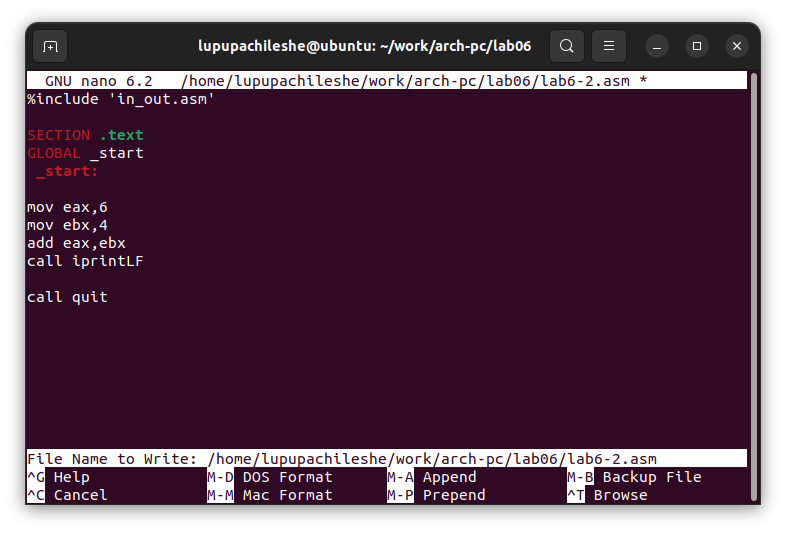 lupupachileshe@ubuntu: ~/work/arch-pc/lab06
GNU nano 6.2 /home/lupupachileshe/work/arch-pc/lab06/lab6-2.asm *
%include 'in_out.asm'
SECTION .text
GLOBAL _start
_start:
mov eax,6
mov ebx,4
add eax,ebx
call iprintLF
call quit
File Name to Write: /home/lupupachileshe/work/arch-pc/lab06/lab6-2.asm
^G Help M-D DOS Format M-A Append M-B Backup File
^C Cancel M-M Mac Format M-P Prepend ^T Browse